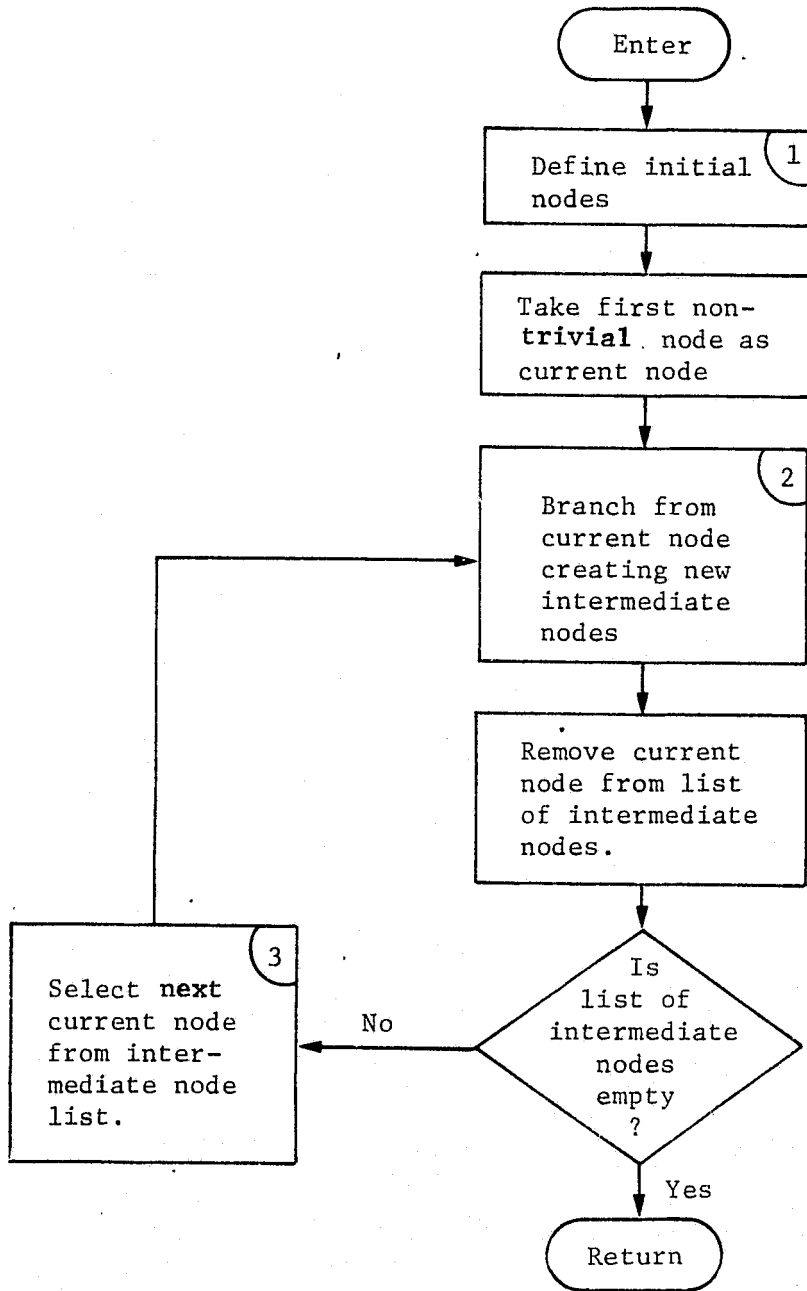 Enter
1
Define initial
nodes
Take first non-
trivial node as
current node
2
Branch from
current node
creating new
intermediate
nodes
Remove current
node from list
of intermediate
nodes.
Is
list of
intermediate
nodes
empty
?
No
3
Select next
current node
from inter-
mediate node
list.
Yes
Return